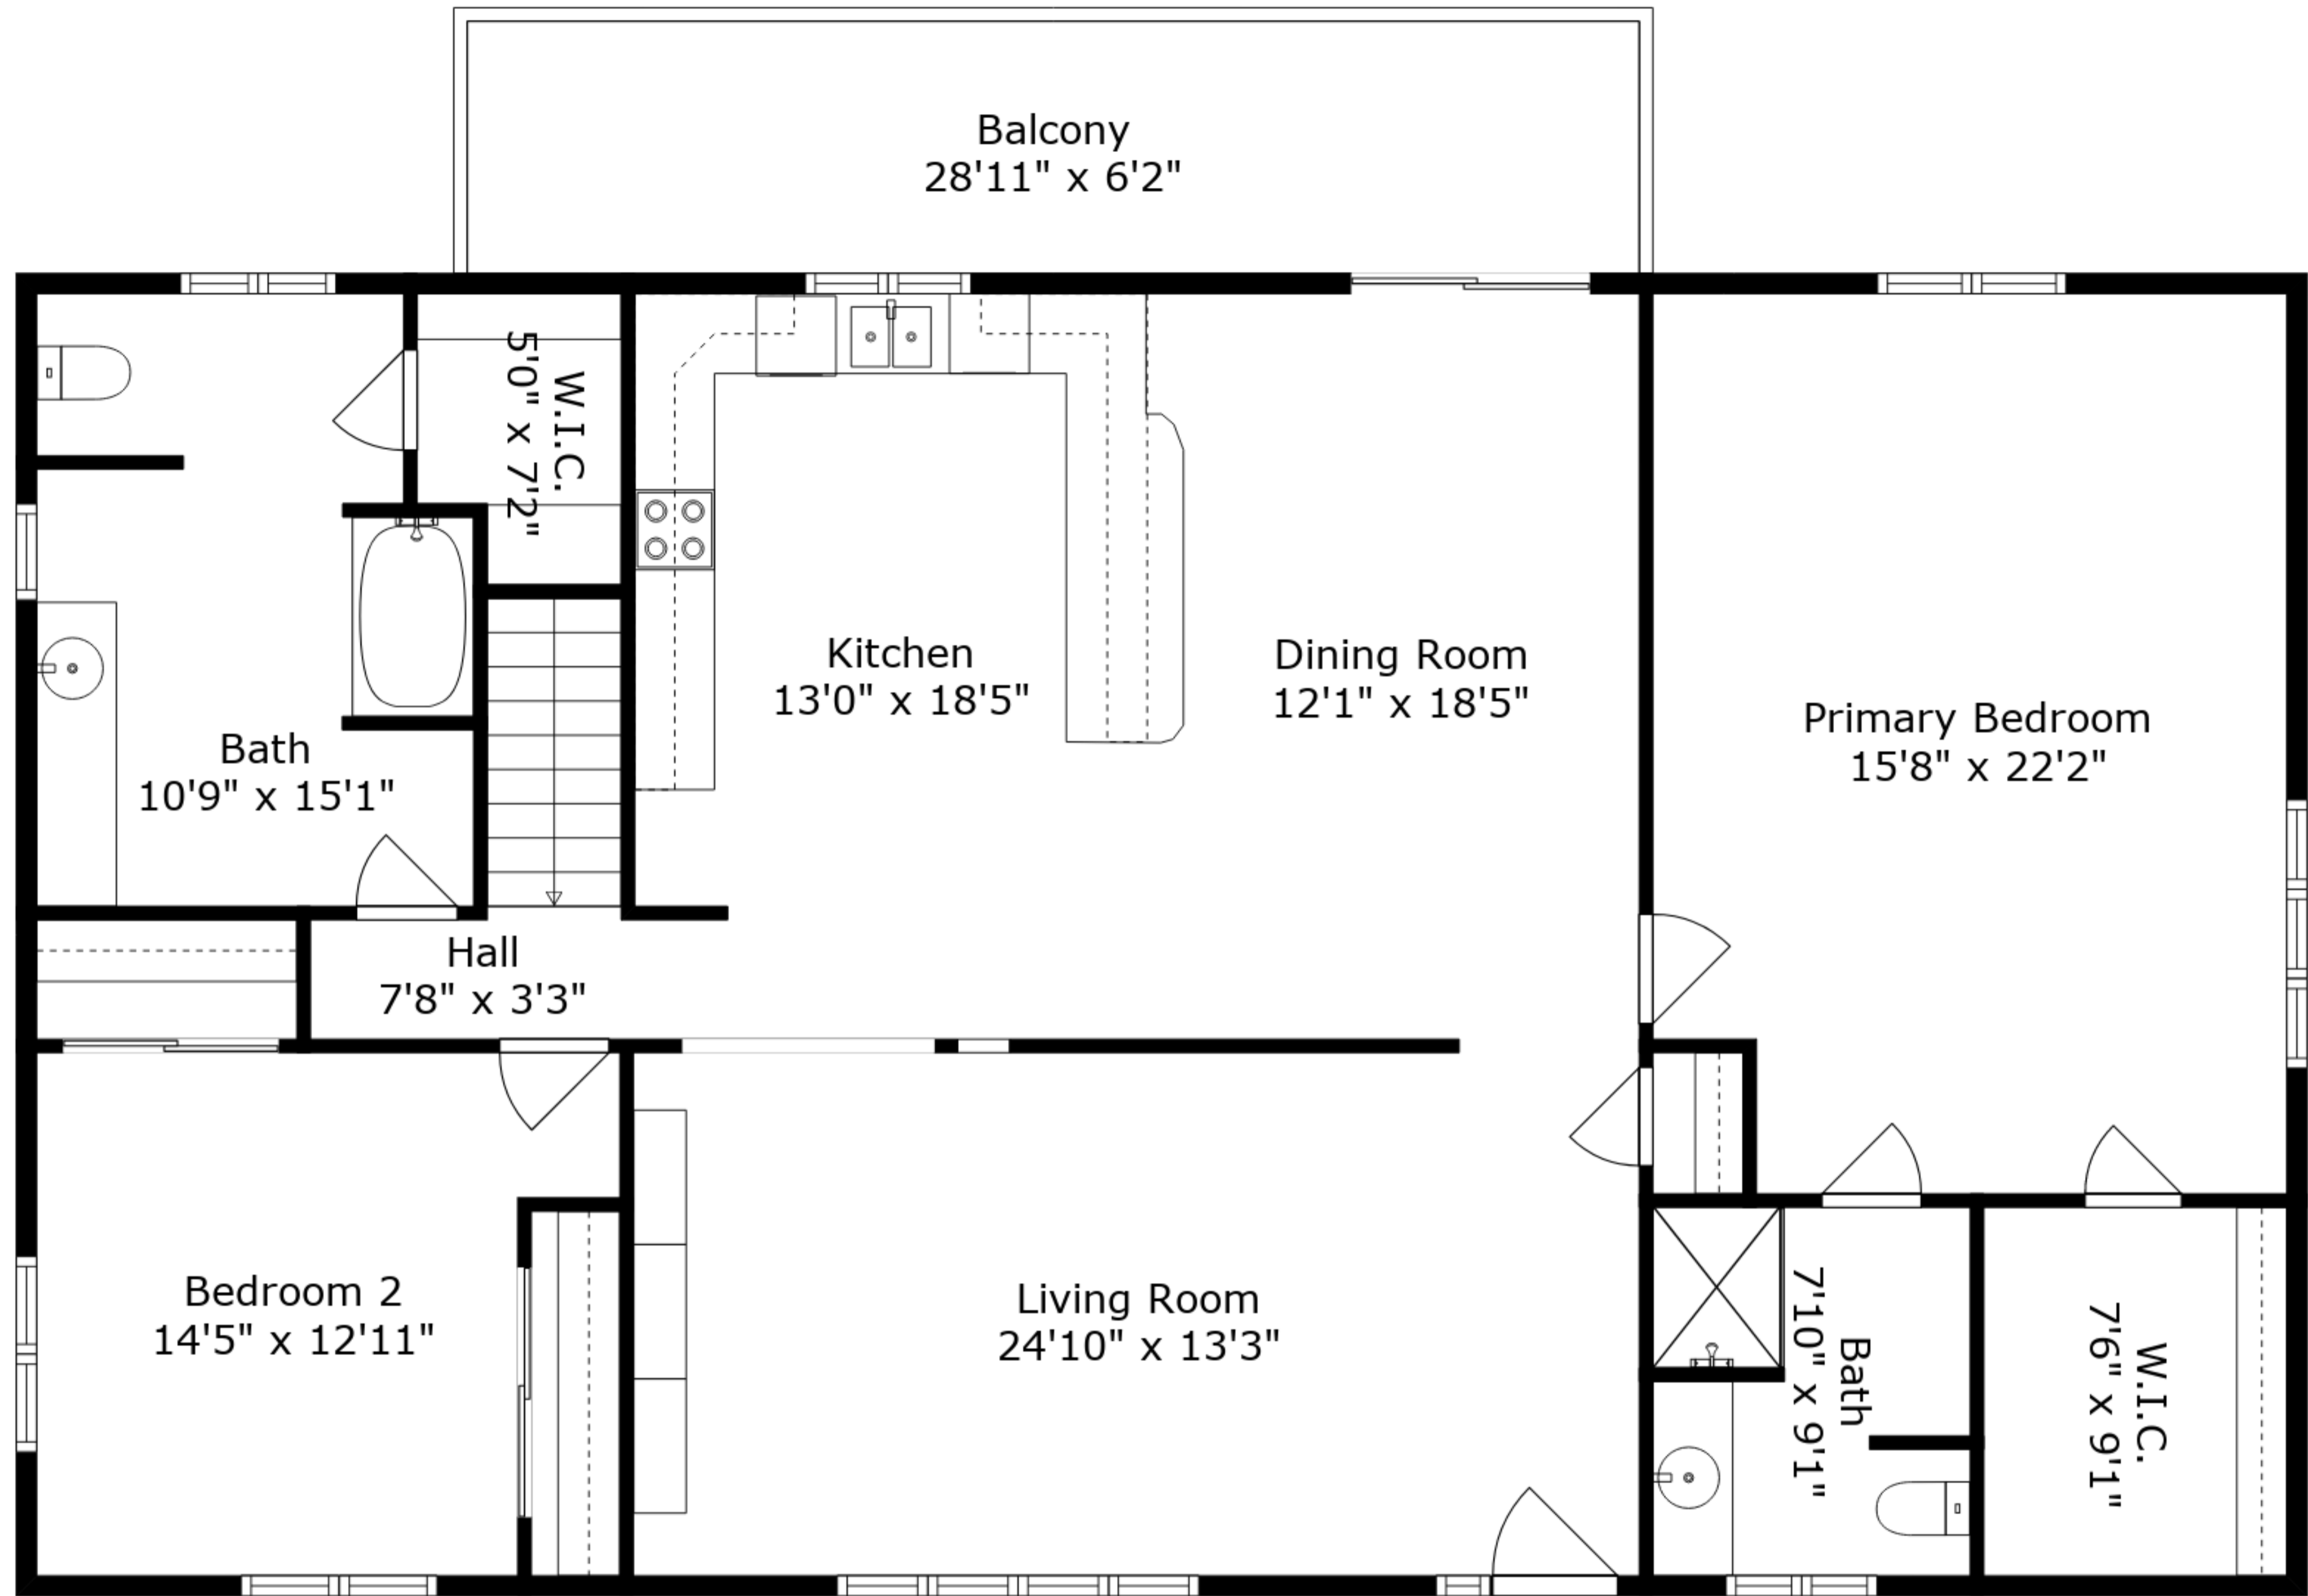 Balcony
28'11" x 6'2"
W.I.C.
5'0" x 7'2"
Kitchen
13'0" x 18'5"
Dining Room
12'1" x 18'5"
Primary Bedroom
15'8" x 22'2"
Bath
10'9" x 15'1"
Hall
7'8" x 3'3"
Bedroom 2
14'5" x 12'11"
Living Room
24'10" x 13'3"
Bath
7'10" x 9'1"
W.I.C.
7'6" x 9'1"